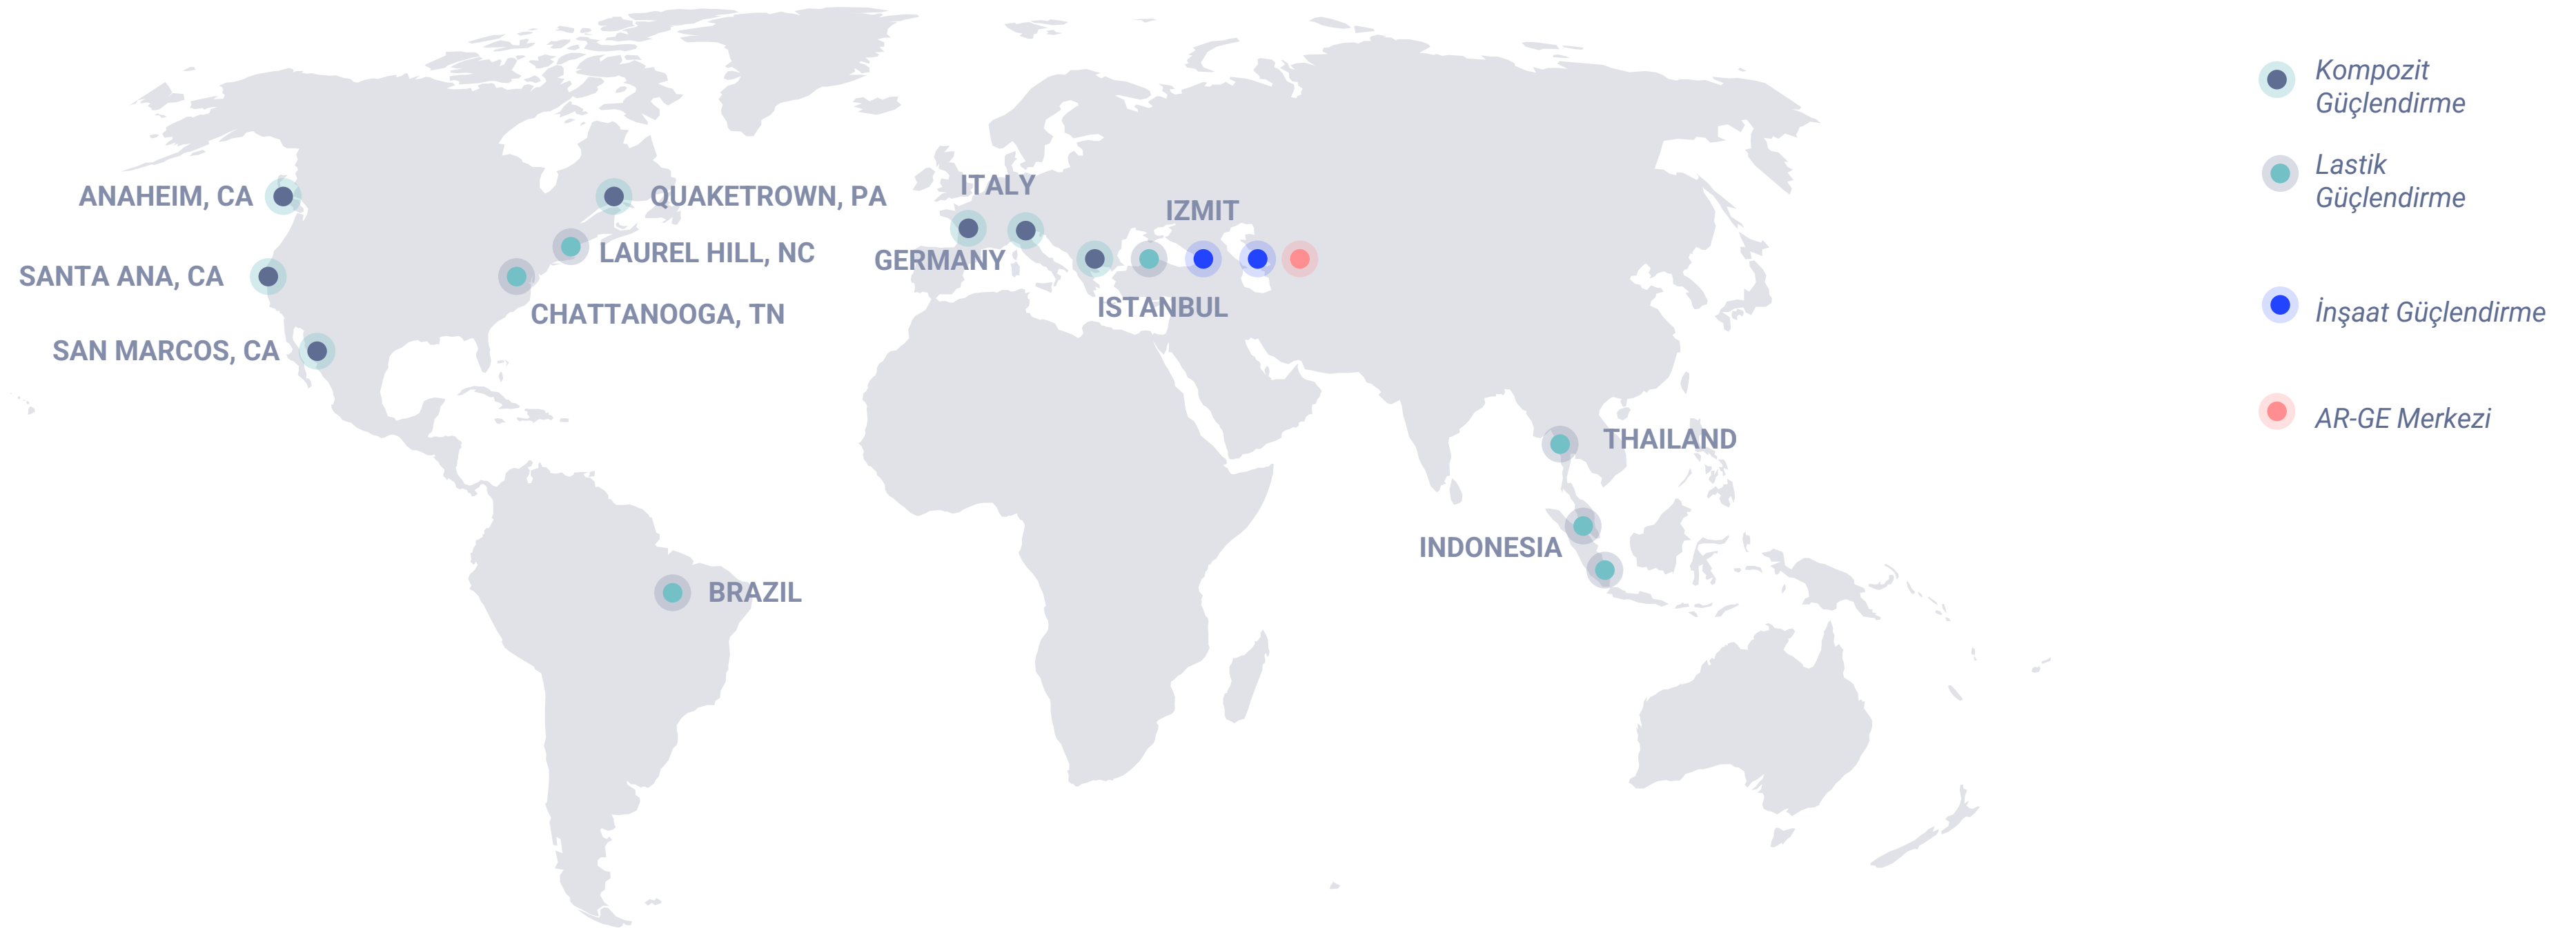 ANAHEIM, CA
QUAKETROWN, PA
LAUREL HILL, NC
SANTA ANA, CA
CHATTANOOGA, TN
SAN MARCOS, CA
BRAZIL
ITALY
GERMANY
IZMIT
ISTANBUL
THAILAND
INDONESIA
Kompozit
Güçlendirme
Lastik
Güçlendirme
İnşaat Güçlendirme
AR-GE Merkezi